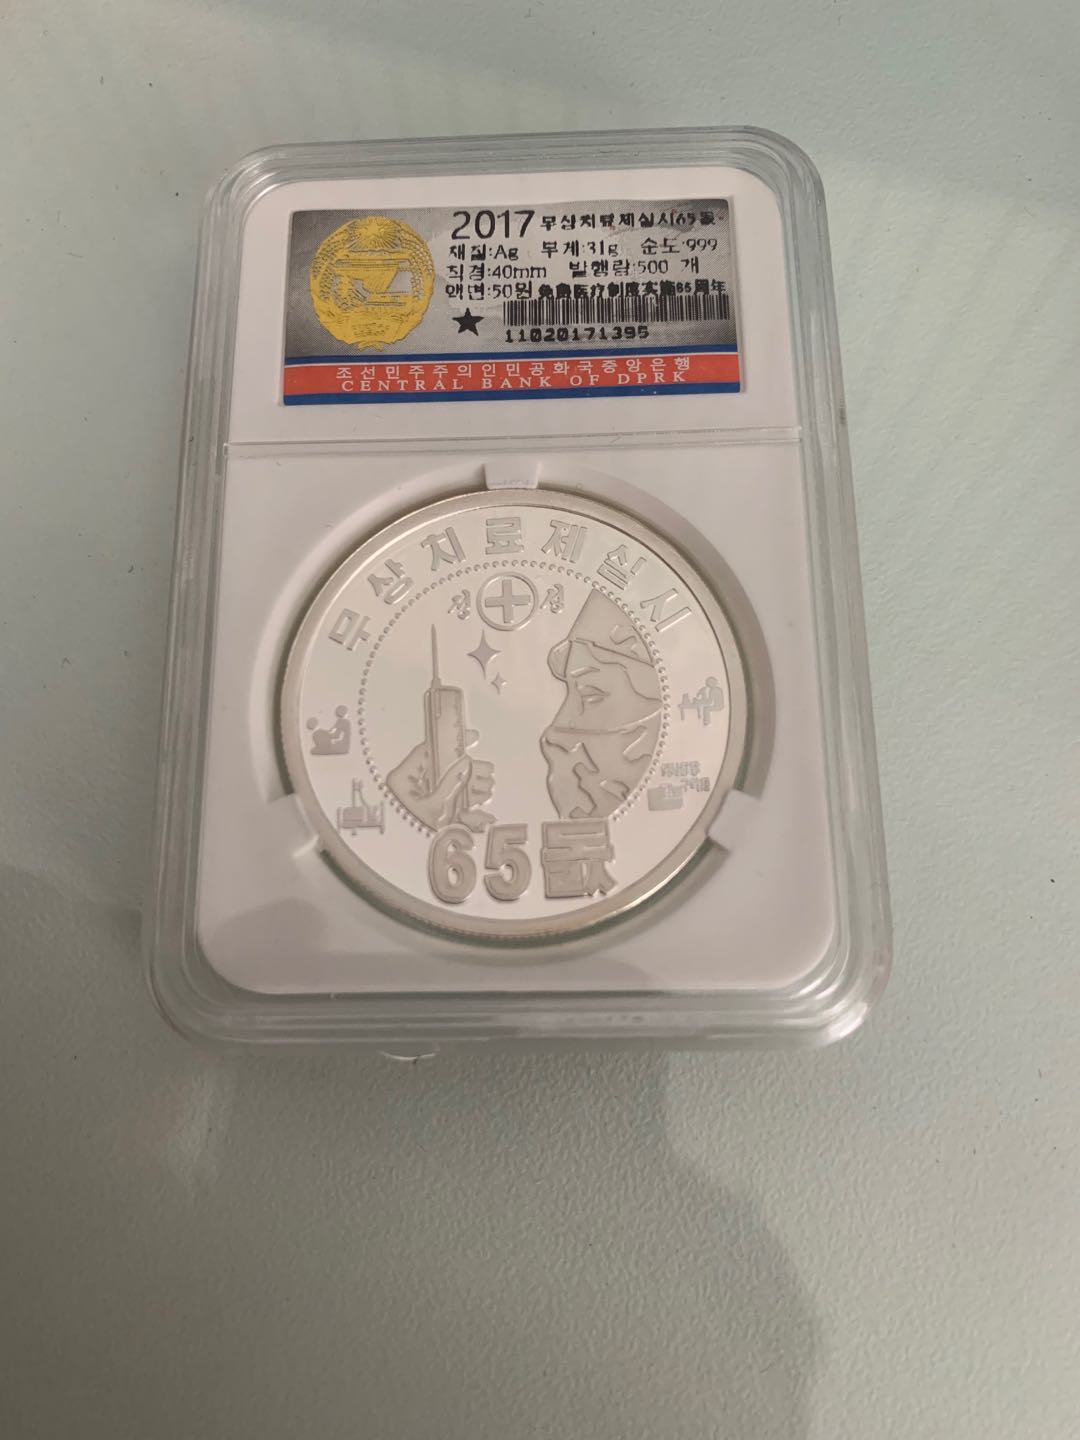 2017 무상치료제실시65돐
재질:Ag 무게:31g 순도:999
직경:40mm 발행량:500 개
액면:50원 免费医疗制度实施65周年
★
11020171395
조선민주주의인민공화국중앙은행
CENTRAL BANK OF DPRK
무상치료제실시
정 성
65돐